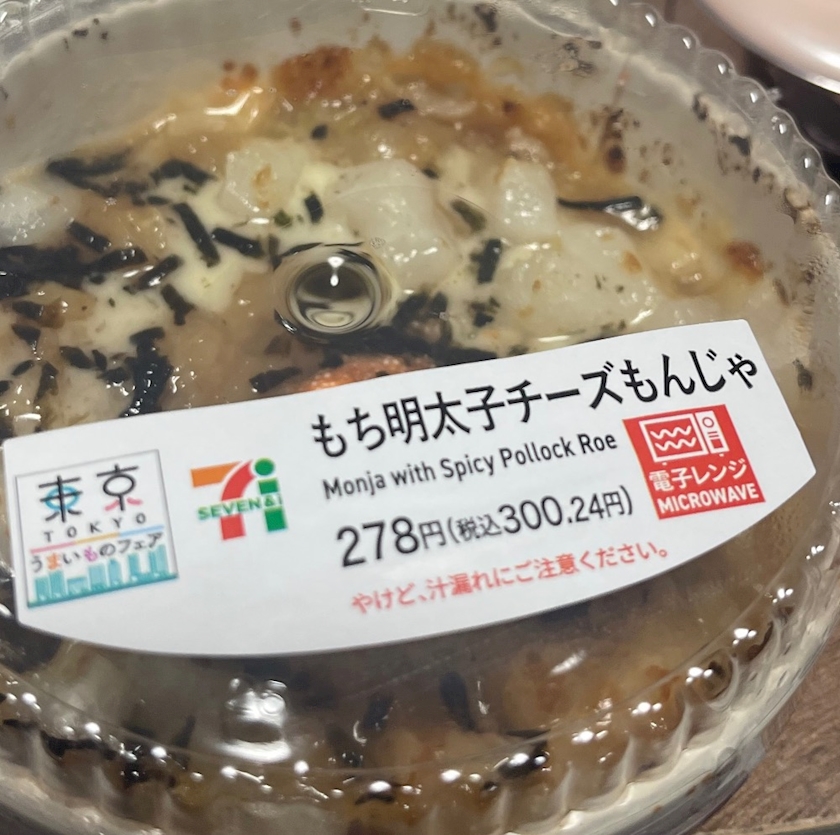 もち明太子チーズもんじゃ
Monja with Spicy Pollock Roe
278円(税込300.24円)
やけど、汁漏れにご注意ください。
東京
TOKYO
うまいものフェア
7i
SEVEN&i
電子レンジ
MICROWAVE